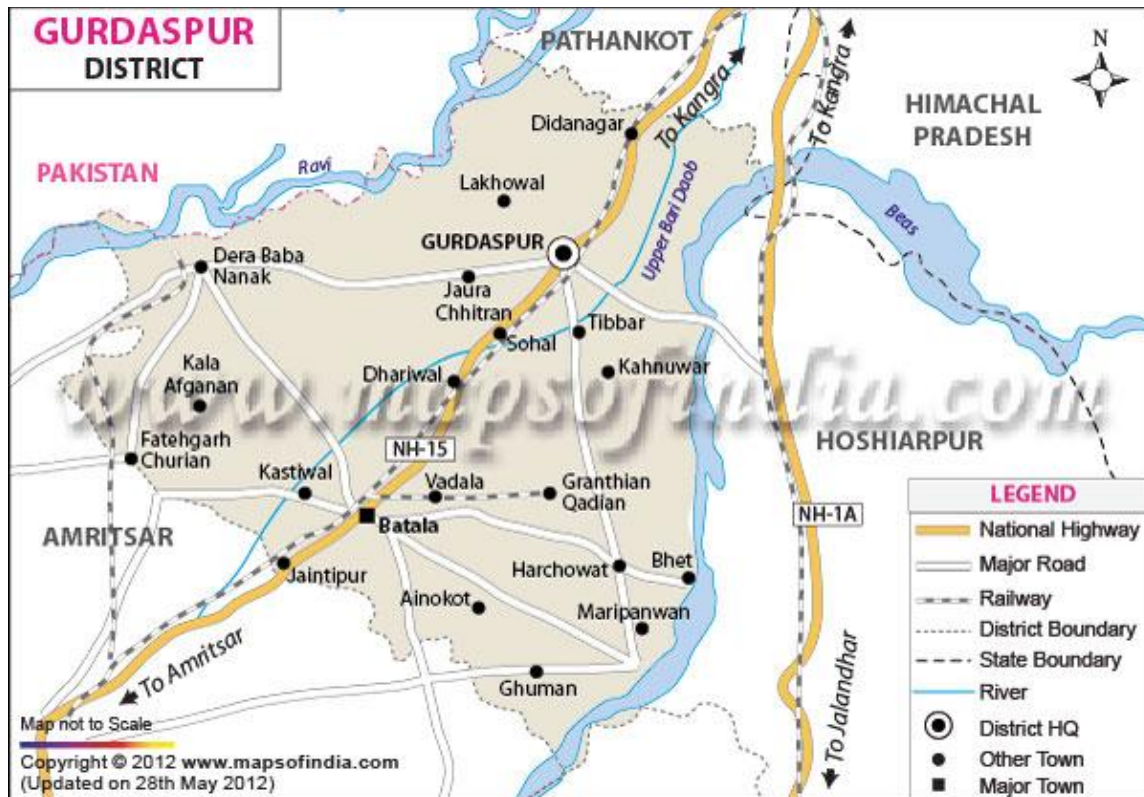 GURDASPUR
DISTRICT
PATHANKOT
N
To Kangra
To Kangra
HIMACHAL
PRADESH
Didanagar
PAKISTAN
Ravi
Lakhowal
Upper Bari Daob
Beas
GURDASPUR
Dera Baba
Nanak
Jaura
Chhitran
Tibbar
Sohal
Kala
Afganan
Dhariwal
Kahnuwar
www.mapsofindia.com
Fatehgarh
Churian
NH-15
HOSHIARPUR
Kastiwal
Vadala
Granthian
Qadian
Batala
NH-1A
AMRITSAR
Jaintipur
Harchowat
Bhet
Ainokot
Maripanwan
To Amritsar
Ghuman
To Jalandhar
LEGEND
National Highway
Major Road
Railway
District Boundary
State Boundary
River
District HQ
Other Town
Major Town
Map not to Scale
Copyright © 2012 www.mapsofindia.com
(Updated on 28th May 2012)